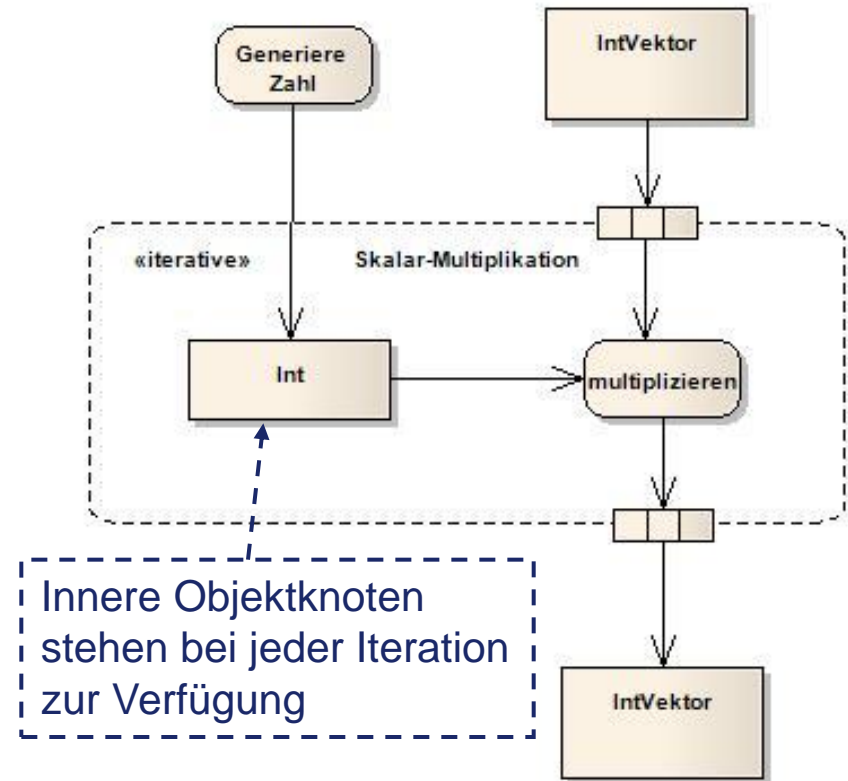 Generiere
Zahl
IntVektor
«iterative»
Skalar-Multiplikation
Int
multiplizieren
Innere Objektknoten
stehen bei jeder Iteration
zur Verfügung
IntVektor